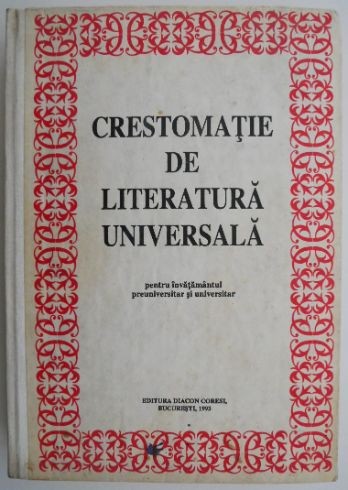 CRESTOMAȚIE
DE
LITERATURĂ
UNIVERSALĂ
pentru învățământul
preuniversitar și universitar
EDITURA DIACON CORESI,
BUCUREȘTI, 1993